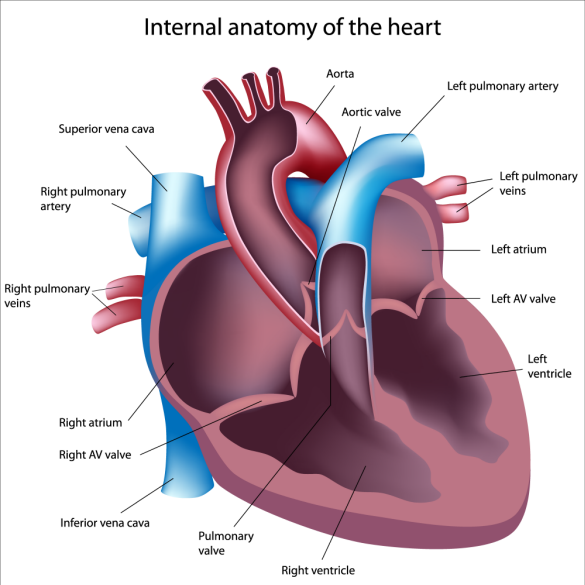 Internal anatomy of the heart
Aorta
Left pulmonary artery
Aortic valve
Superior vena cava
Left pulmonary
veins
Right pulmonary
artery
Left atrium
Right pulmonary
veins
Left AV valve
Left
ventricle
Right atrium
Right AV valve
Inferior vena cava
Pulmonary
valve
Right ventricle